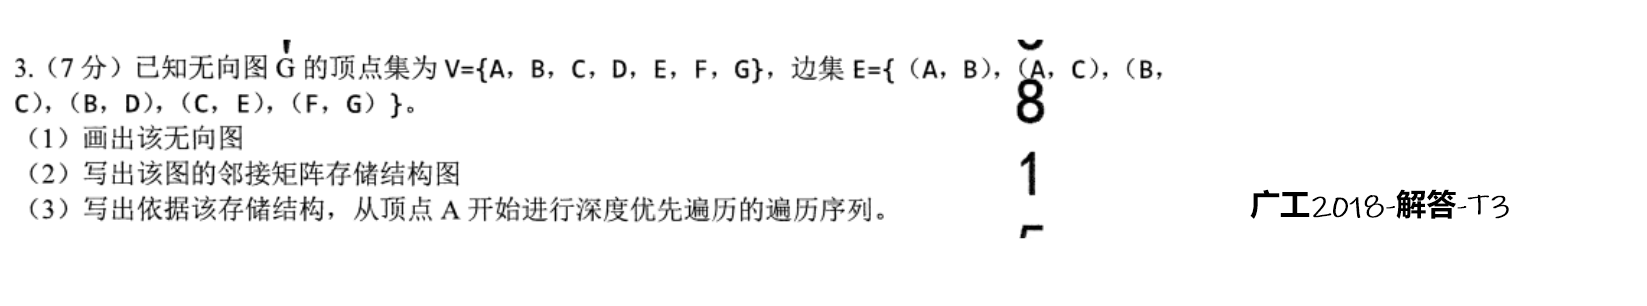 3.（7 分）已知无向图 G 的顶点集为 V={A，B，C，D，E，F，G}，边集 E={（A，B），（A，C），（B，
C），（B，D），（C，E），（F，G）}。
（1）画出该无向图
（2）写出该图的邻接矩阵存储结构图
（3）写出依据该存储结构，从顶点 A 开始进行深度优先遍历的遍历序列。
8
1
广工2018-解答-T3